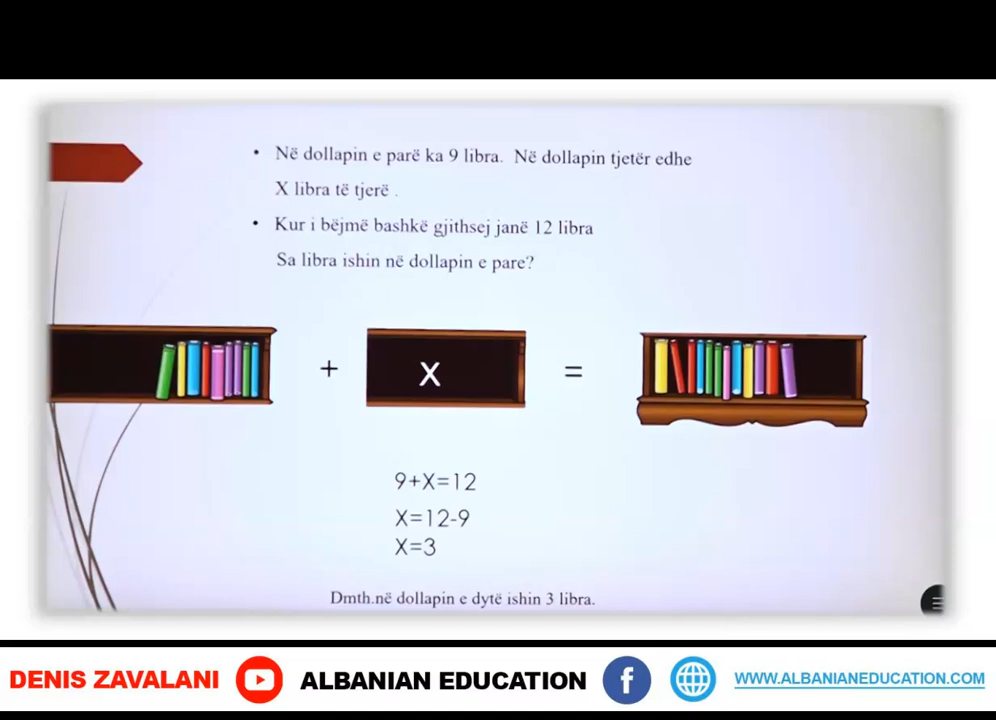 • Në dollapin e parë ka 9 libra. Në dollapin tjetër edhe
X libra të tjerë .
• Kur i bëjmë bashkë gjithsej janë 12 libra
Sa libra ishin në dollapin e pare?
+ X =
9+X=12
X=12-9
X=3
Dmth.në dollapin e dytë ishin 3 libra.
DENIS ZAVALANI ALBANIAN EDUCATION f WWW.ALBANIANEDUCATION.COM